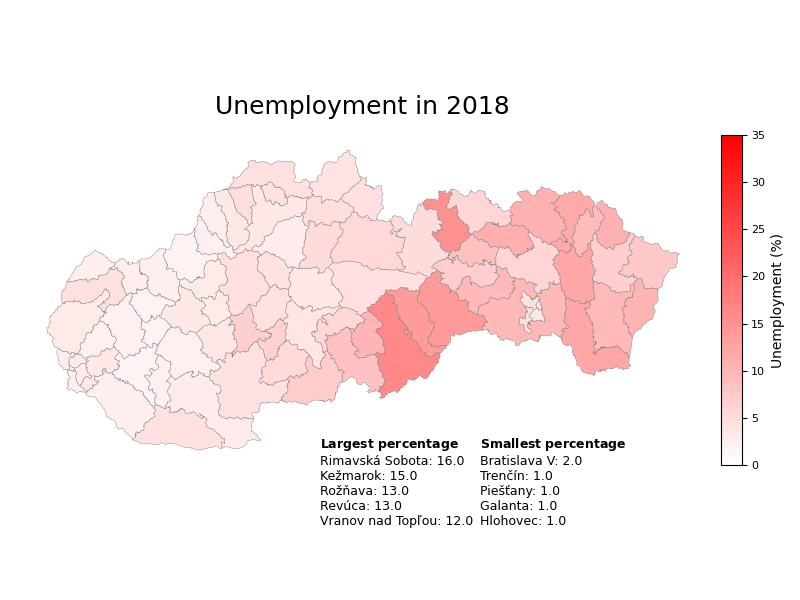 Unemployment in 2018
35
30
25
20
15
10
5
0
Unemployment (%)
Largest percentage
Rimavská Sobota: 16.0
Kežmarok: 15.0
Rožňava: 13.0
Revúca: 13.0
Vranov nad Topľou: 12.0
Smallest percentage
Bratislava V: 2.0
Trenčín: 1.0
Piešťany: 1.0
Galanta: 1.0
Hlohovec: 1.0